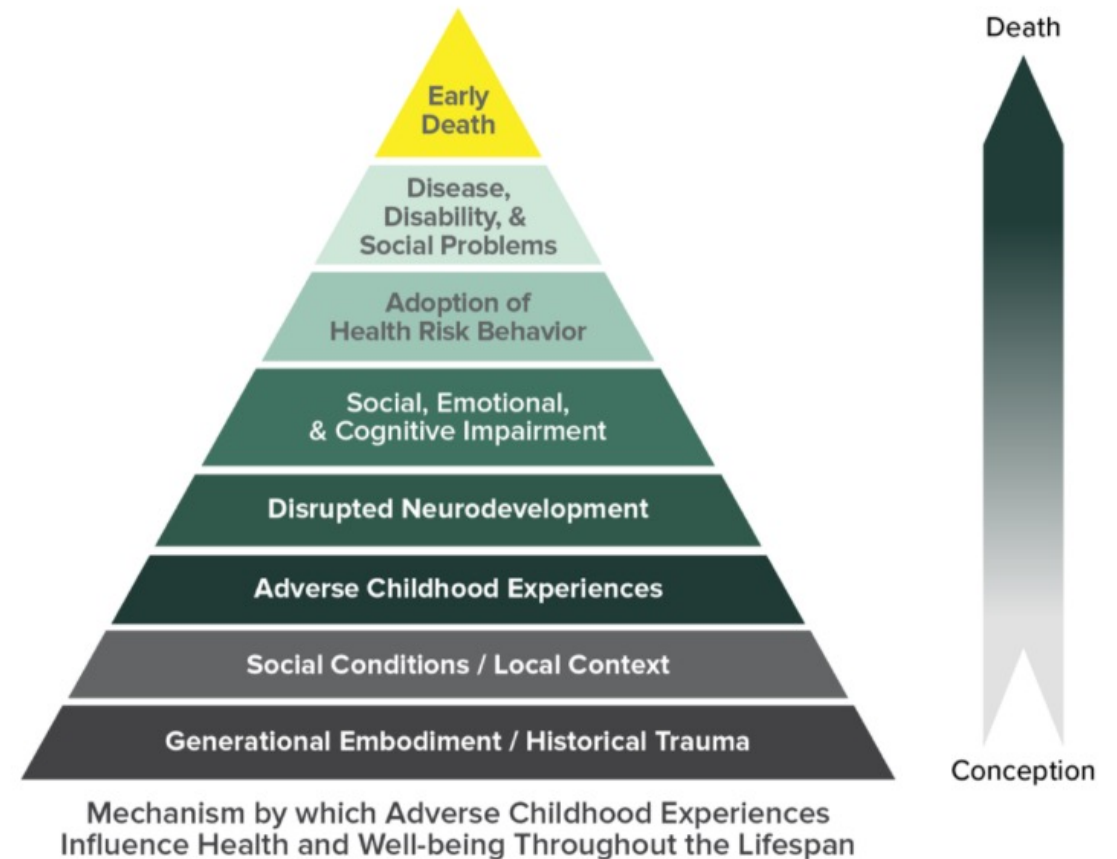 Early
Death
Disease,
Disability, &
Social Problems
Adoption of
Health Risk Behavior
Social, Emotional,
& Cognitive Impairment
Disrupted Neurodevelopment
Adverse Childhood Experiences
Social Conditions / Local Context
Generational Embodiment / Historical Trauma
Mechanism by which Adverse Childhood Experiences
Influence Health and Well-being Throughout the Lifespan
Death
Conception